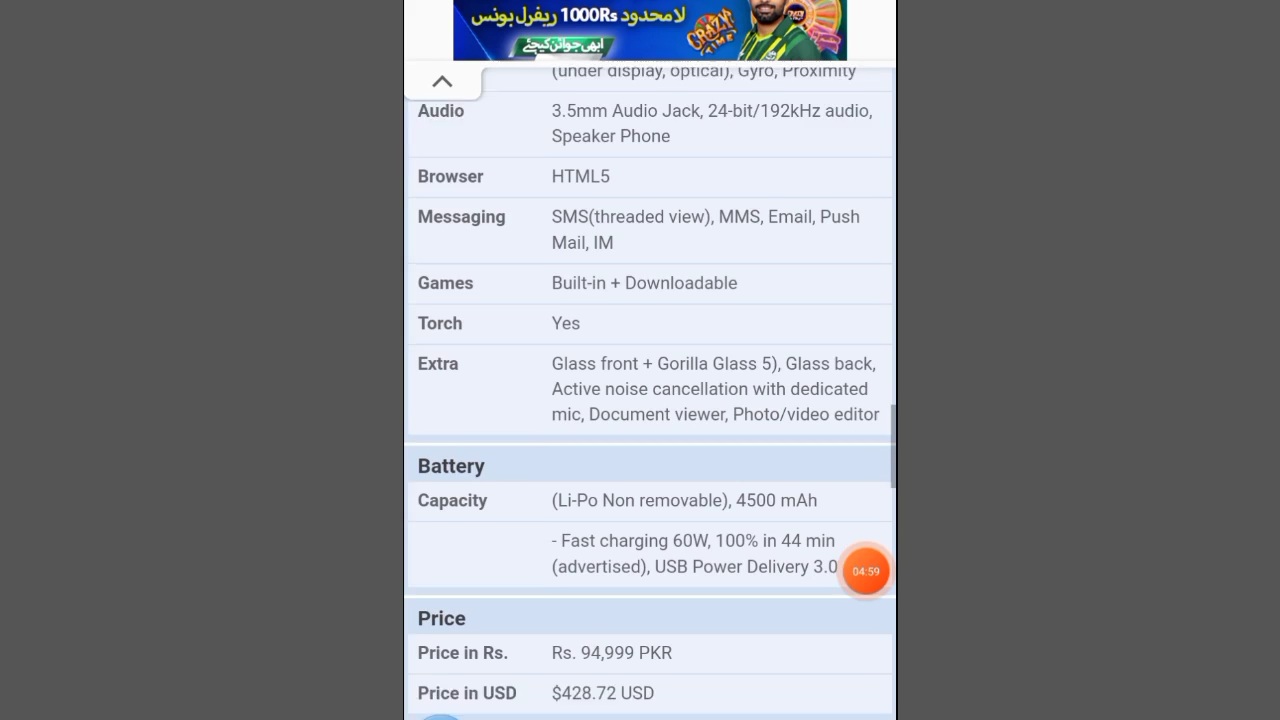 لامحدود 1000Rs ریفرل بونس
ابھی جوائن کیجئے
CRAZY!
TIME
(under display, optical), Gyro, Proximity
Audio
3.5mm Audio Jack, 24-bit/192kHz audio,
Speaker Phone
Browser
HTML5
Messaging
SMS(threaded view), MMS, Email, Push
Mail, IM
Games
Built-in + Downloadable
Torch
Yes
Extra
Glass front + Gorilla Glass 5), Glass back,
Active noise cancellation with dedicated
mic, Document viewer, Photo/video editor
Battery
Capacity
(Li-Po Non removable), 4500 mAh
- Fast charging 60W, 100% in 44 min
(advertised), USB Power Delivery 3.0
04:59
Price
Price in Rs.
Rs. 94,999 PKR
Price in USD
$428.72 USD